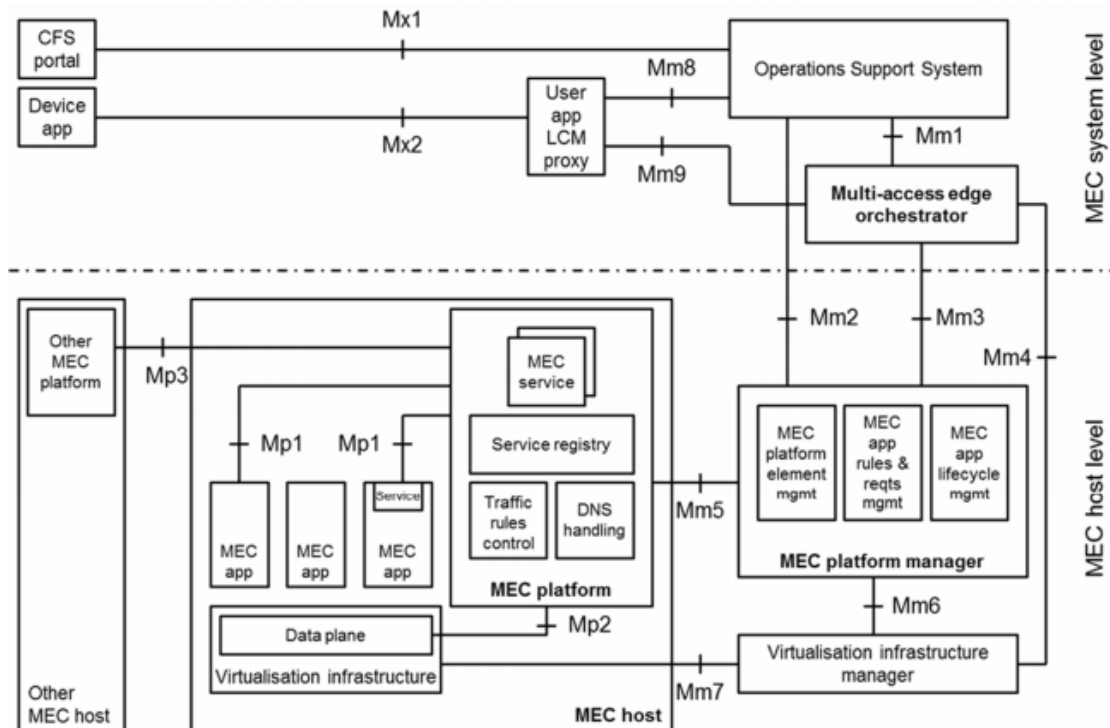 CFS
portal
Mx1
Operations Support System
Mm8
Device
app
Mx2
User
app
LCM
proxy
Mm9
Mm1
Multi-access edge
orchestrator
MEC system level
Other
MEC
platform
Mp3
MEC
service
Mm2
Mm3
Mm4
Mp1
Mp1
Service registry
MEC
platform
element
mgmt
MEC
app
rules &
reqts
mgmt
MEC
app
lifecycle
mgmt
Service
MEC
app
MEC
app
MEC
app
Traffic
rules
control
DNS
handling
Mm5
MEC platform
MEC platform manager
Mp2
Mm6
Data plane
Virtualisation infrastructure
Mm7
Virtualisation infrastructure
manager
Other
MEC host
MEC host
MEC host level